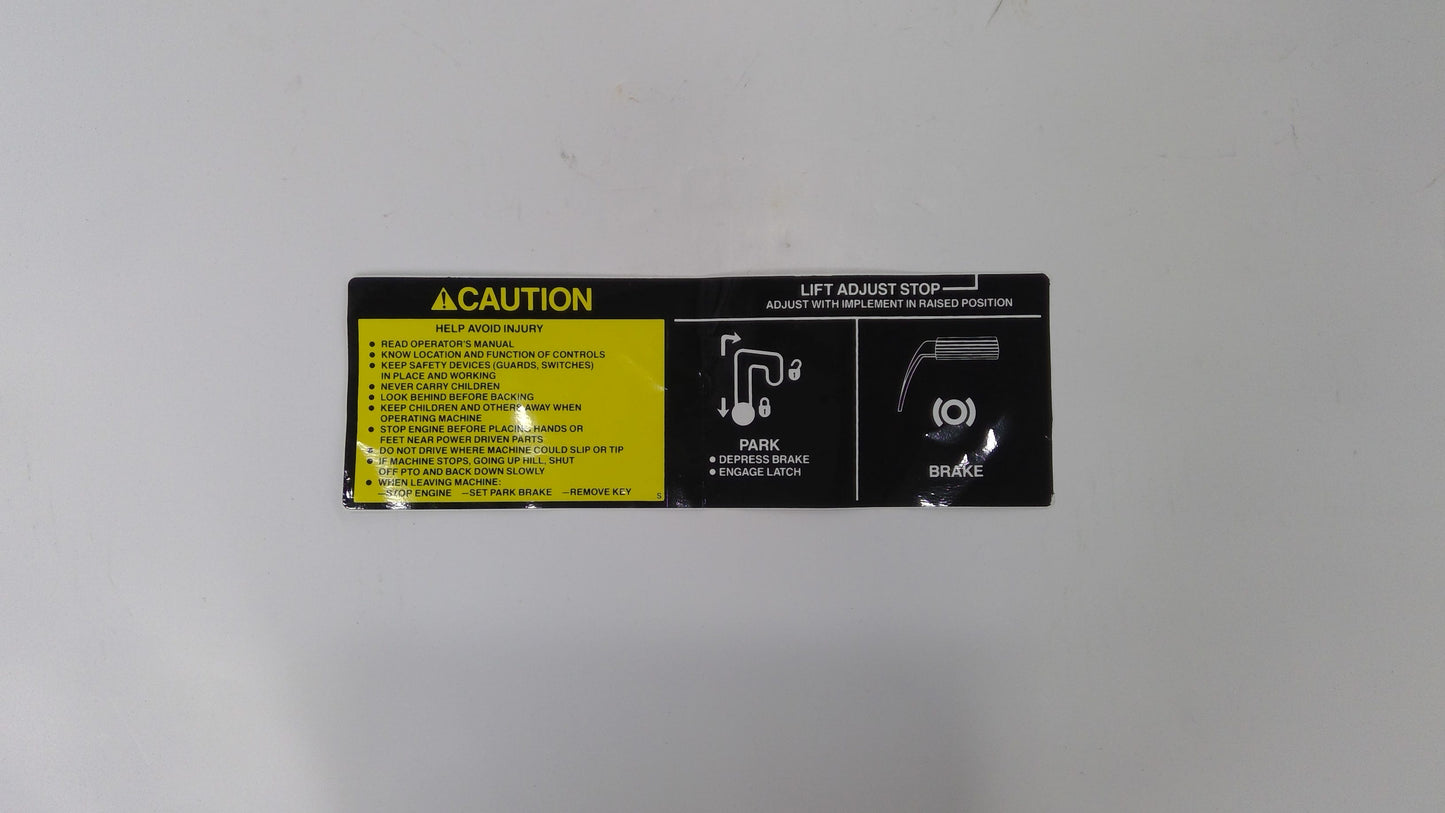 CAUTION
HELP AVOID INJURY
● READ OPERATOR'S MANUAL
● KNOW LOCATION AND FUNCTION OF CONTROLS
● KEEP SAFETY DEVICES (GUARDS, SWITCHES)
IN PLACE AND WORKING
● NEVER CARRY CHILDREN
● LOOK BEHIND BEFORE BACKING
● KEEP CHILDREN AND OTHERS AWAY WHEN
OPERATING MACHINE
● STOP ENGINE BEFORE PLACING HANDS OR
FEET NEAR POWER DRIVEN PARTS
● DO NOT DRIVE WHERE MACHINE COULD SLIP OR TIP
● IF MACHINE STOPS, GOING UP HILL, SHUT
OFF PTO AND BACK DOWN SLOWLY
● WHEN LEAVING MACHINE:
—STOP ENGINE —SET PARK BRAKE —REMOVE KEY
S
LIFT ADJUST STOP
ADJUST WITH IMPLEMENT IN RAISED POSITION
PARK
● DEPRESS BRAKE
● ENGAGE LATCH
BRAKE